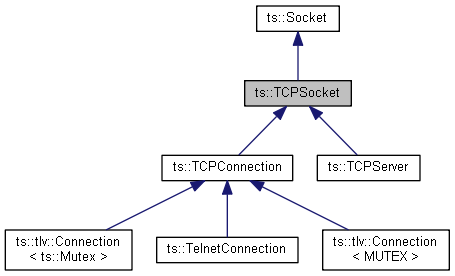 ts::Socket
ts::TCPSocket
ts::TCPConnection
ts::TCPServer
ts::tlv::Connection
< ts::Mutex >
ts::TelnetConnection
ts::tlv::Connection
< MUTEX >